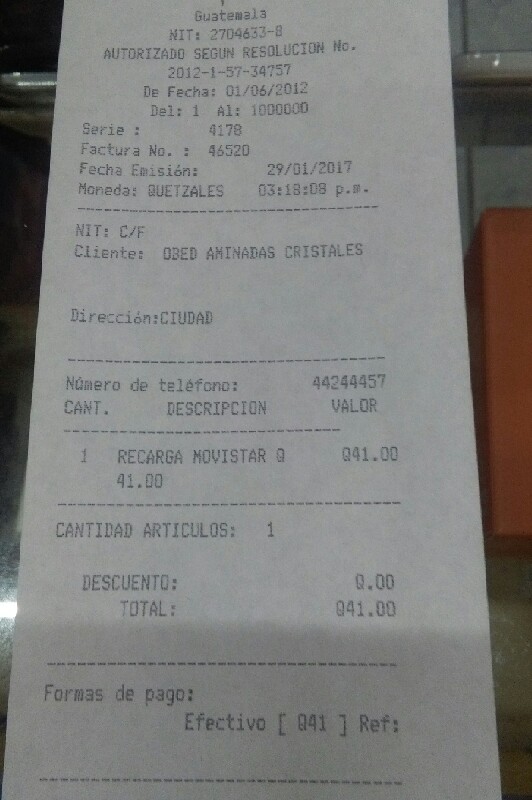 Guatemala
NIT: 2704633-8
AUTORIZADO SEGUN RESOLUCION No.
2012-1-57-34757
De Fecha: 01/06/2012
Del: 1 Al: 1000000
Serie : 4178
Factura No. : 46520
Fecha Emisión: 29/01/2017
Moneda: QUETZALES 03:18:08 p.m.
NIT: C/F
Cliente: OBED AMINADAS CRISTALES
Dirección:CIUDAD
Número de teléfono: 44244457
CANT. DESCRIPCION VALOR
1 RECARGA MOVISTAR Q Q41.00
41.00
CANTIDAD ARTICULOS: 1
DESCUENTO: Q.00
TOTAL: Q41.00
Formas de pago:
Efectivo [ Q41 ] Ref: